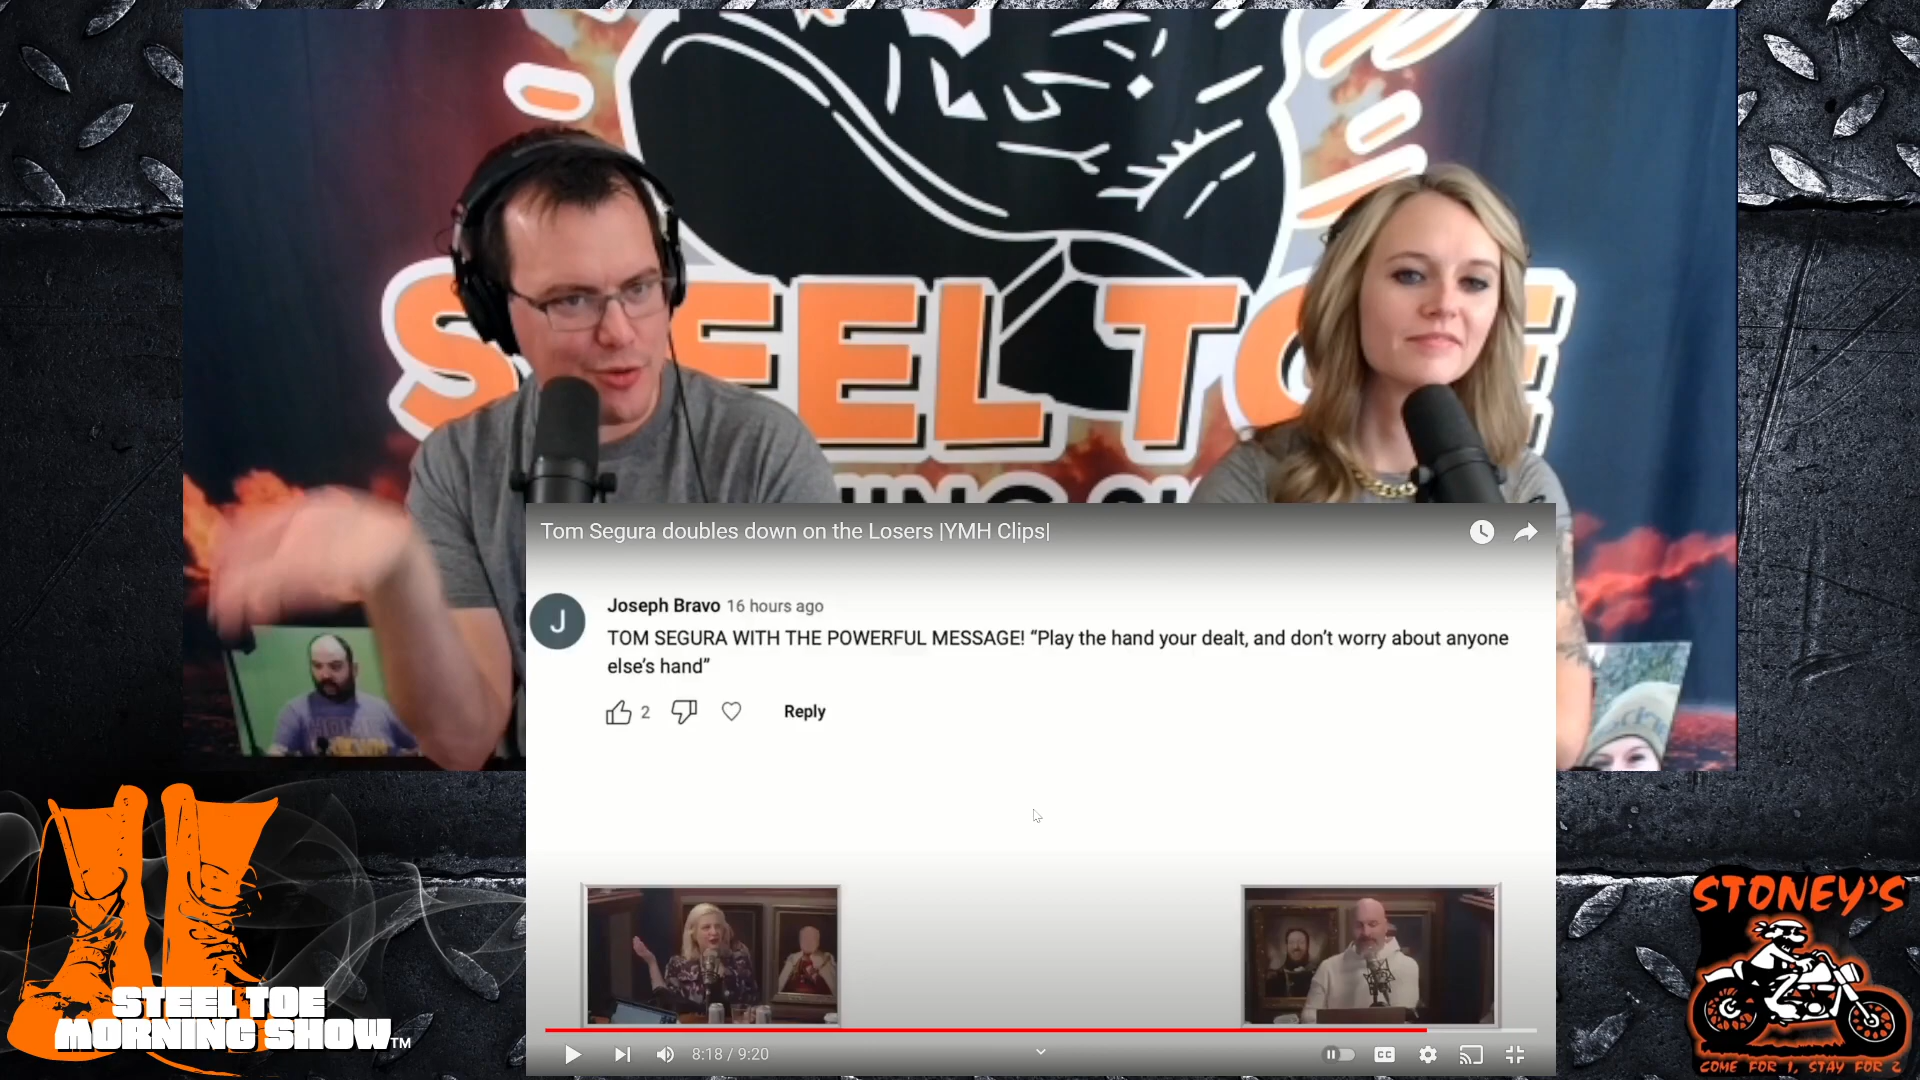 STEEL TOE
Tom Segura doubles down on the Losers |YMH Clips|
Joseph Bravo 16 hours ago
J
TOM SEGURA WITH THE POWERFUL MESSAGE! “Play the hand your dealt, and don’t worry about anyone
else’s hand”
2
Reply
STEEL TOE
MORNING SHOW™
STONEY'S
COME FOR 1, STAY FOR 2
8:18 / 9:20
CC